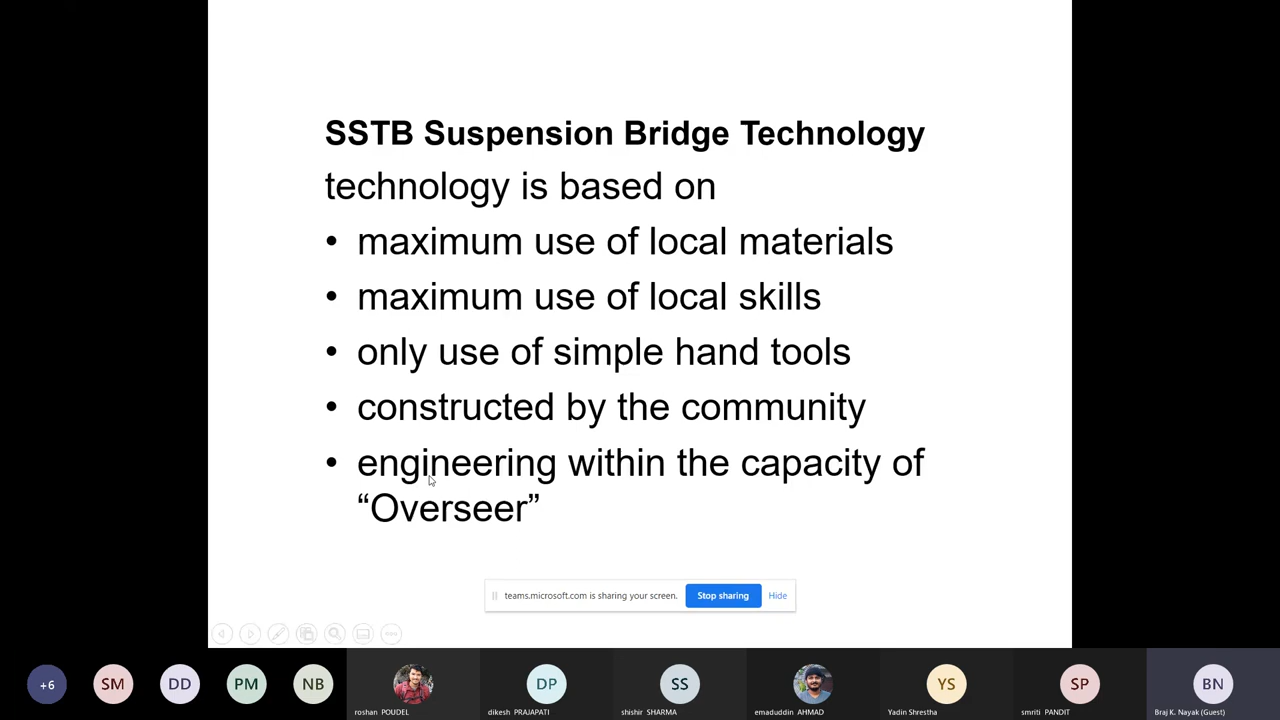 SSTB Suspension Bridge Technology
technology is based on
• maximum use of local materials
• maximum use of local skills
• only use of simple hand tools
• constructed by the community
• engineering within the capacity of
“Overseer”
teams.microsoft.com is sharing your screen. Stop sharing Hide
+6 SM DD PM NB DP SS YS SP BN
roshan POUDEL dikesh PRAJAPATI shishir SHARMA emaduddin AHMAD Yadin Shrestha smriti PANDIT Braj K. Nayak (Guest)